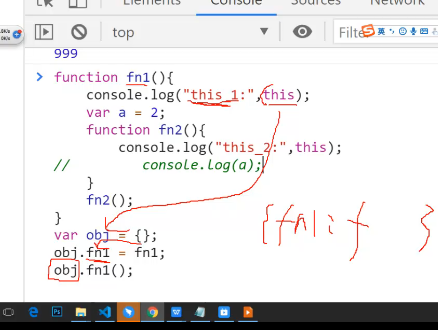 Elements Console Sources Network
top Filte 英
999
> function fn1(){
console.log("this_1:",this);
var a = 2;
function fn2(){
console.log("this_2:",this);
// console.log(a);
}
fn2();
}
var obj = {};
obj.fn1 = fn1;
obj.fn1();
{fn1:f }